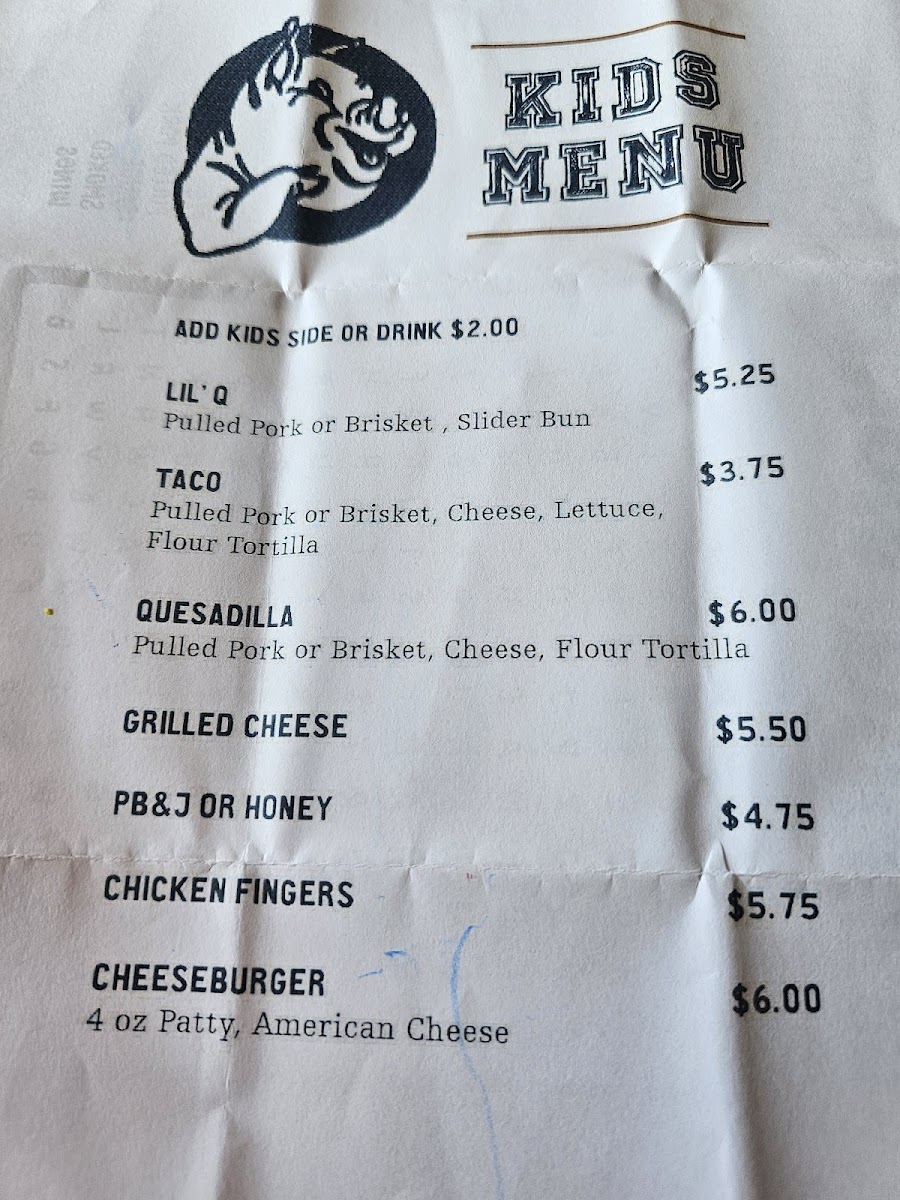 KIDS
MENU
ADD KIDS SIDE OR DRINK $2.00
LIL' Q $5.25
Pulled Pork or Brisket , Slider Bun
TACO $3.75
Pulled Pork or Brisket, Cheese, Lettuce,
Flour Tortilla
QUESADILLA $6.00
Pulled Pork or Brisket, Cheese, Flour Tortilla
GRILLED CHEESE $5.50
PB&J OR HONEY $4.75
CHICKEN FINGERS $5.75
CHEESEBURGER $6.00
4 oz Patty, American Cheese